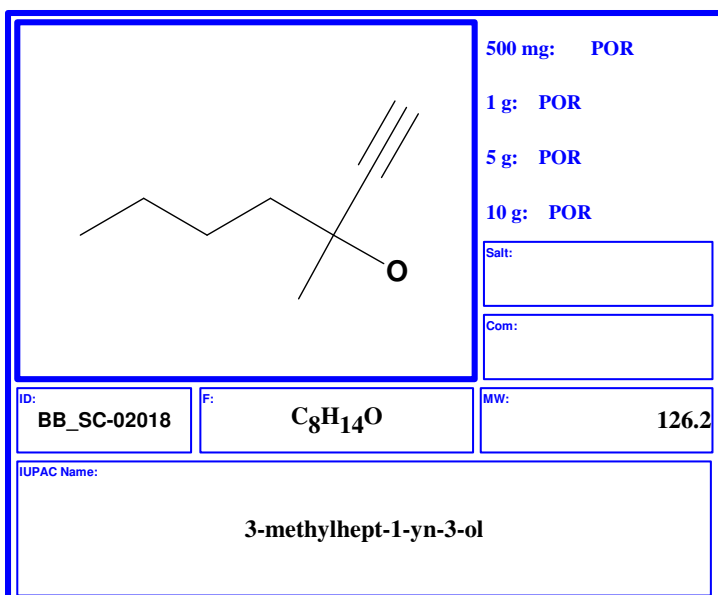 500 mg: POR
1 g: POR
5 g: POR
10 g: POR
O
Salt:
Com:
ID:
BB_SC-02018
F:
C8H14O
MW:
126.2
IUPAC Name:
3-methylhept-1-yn-3-ol